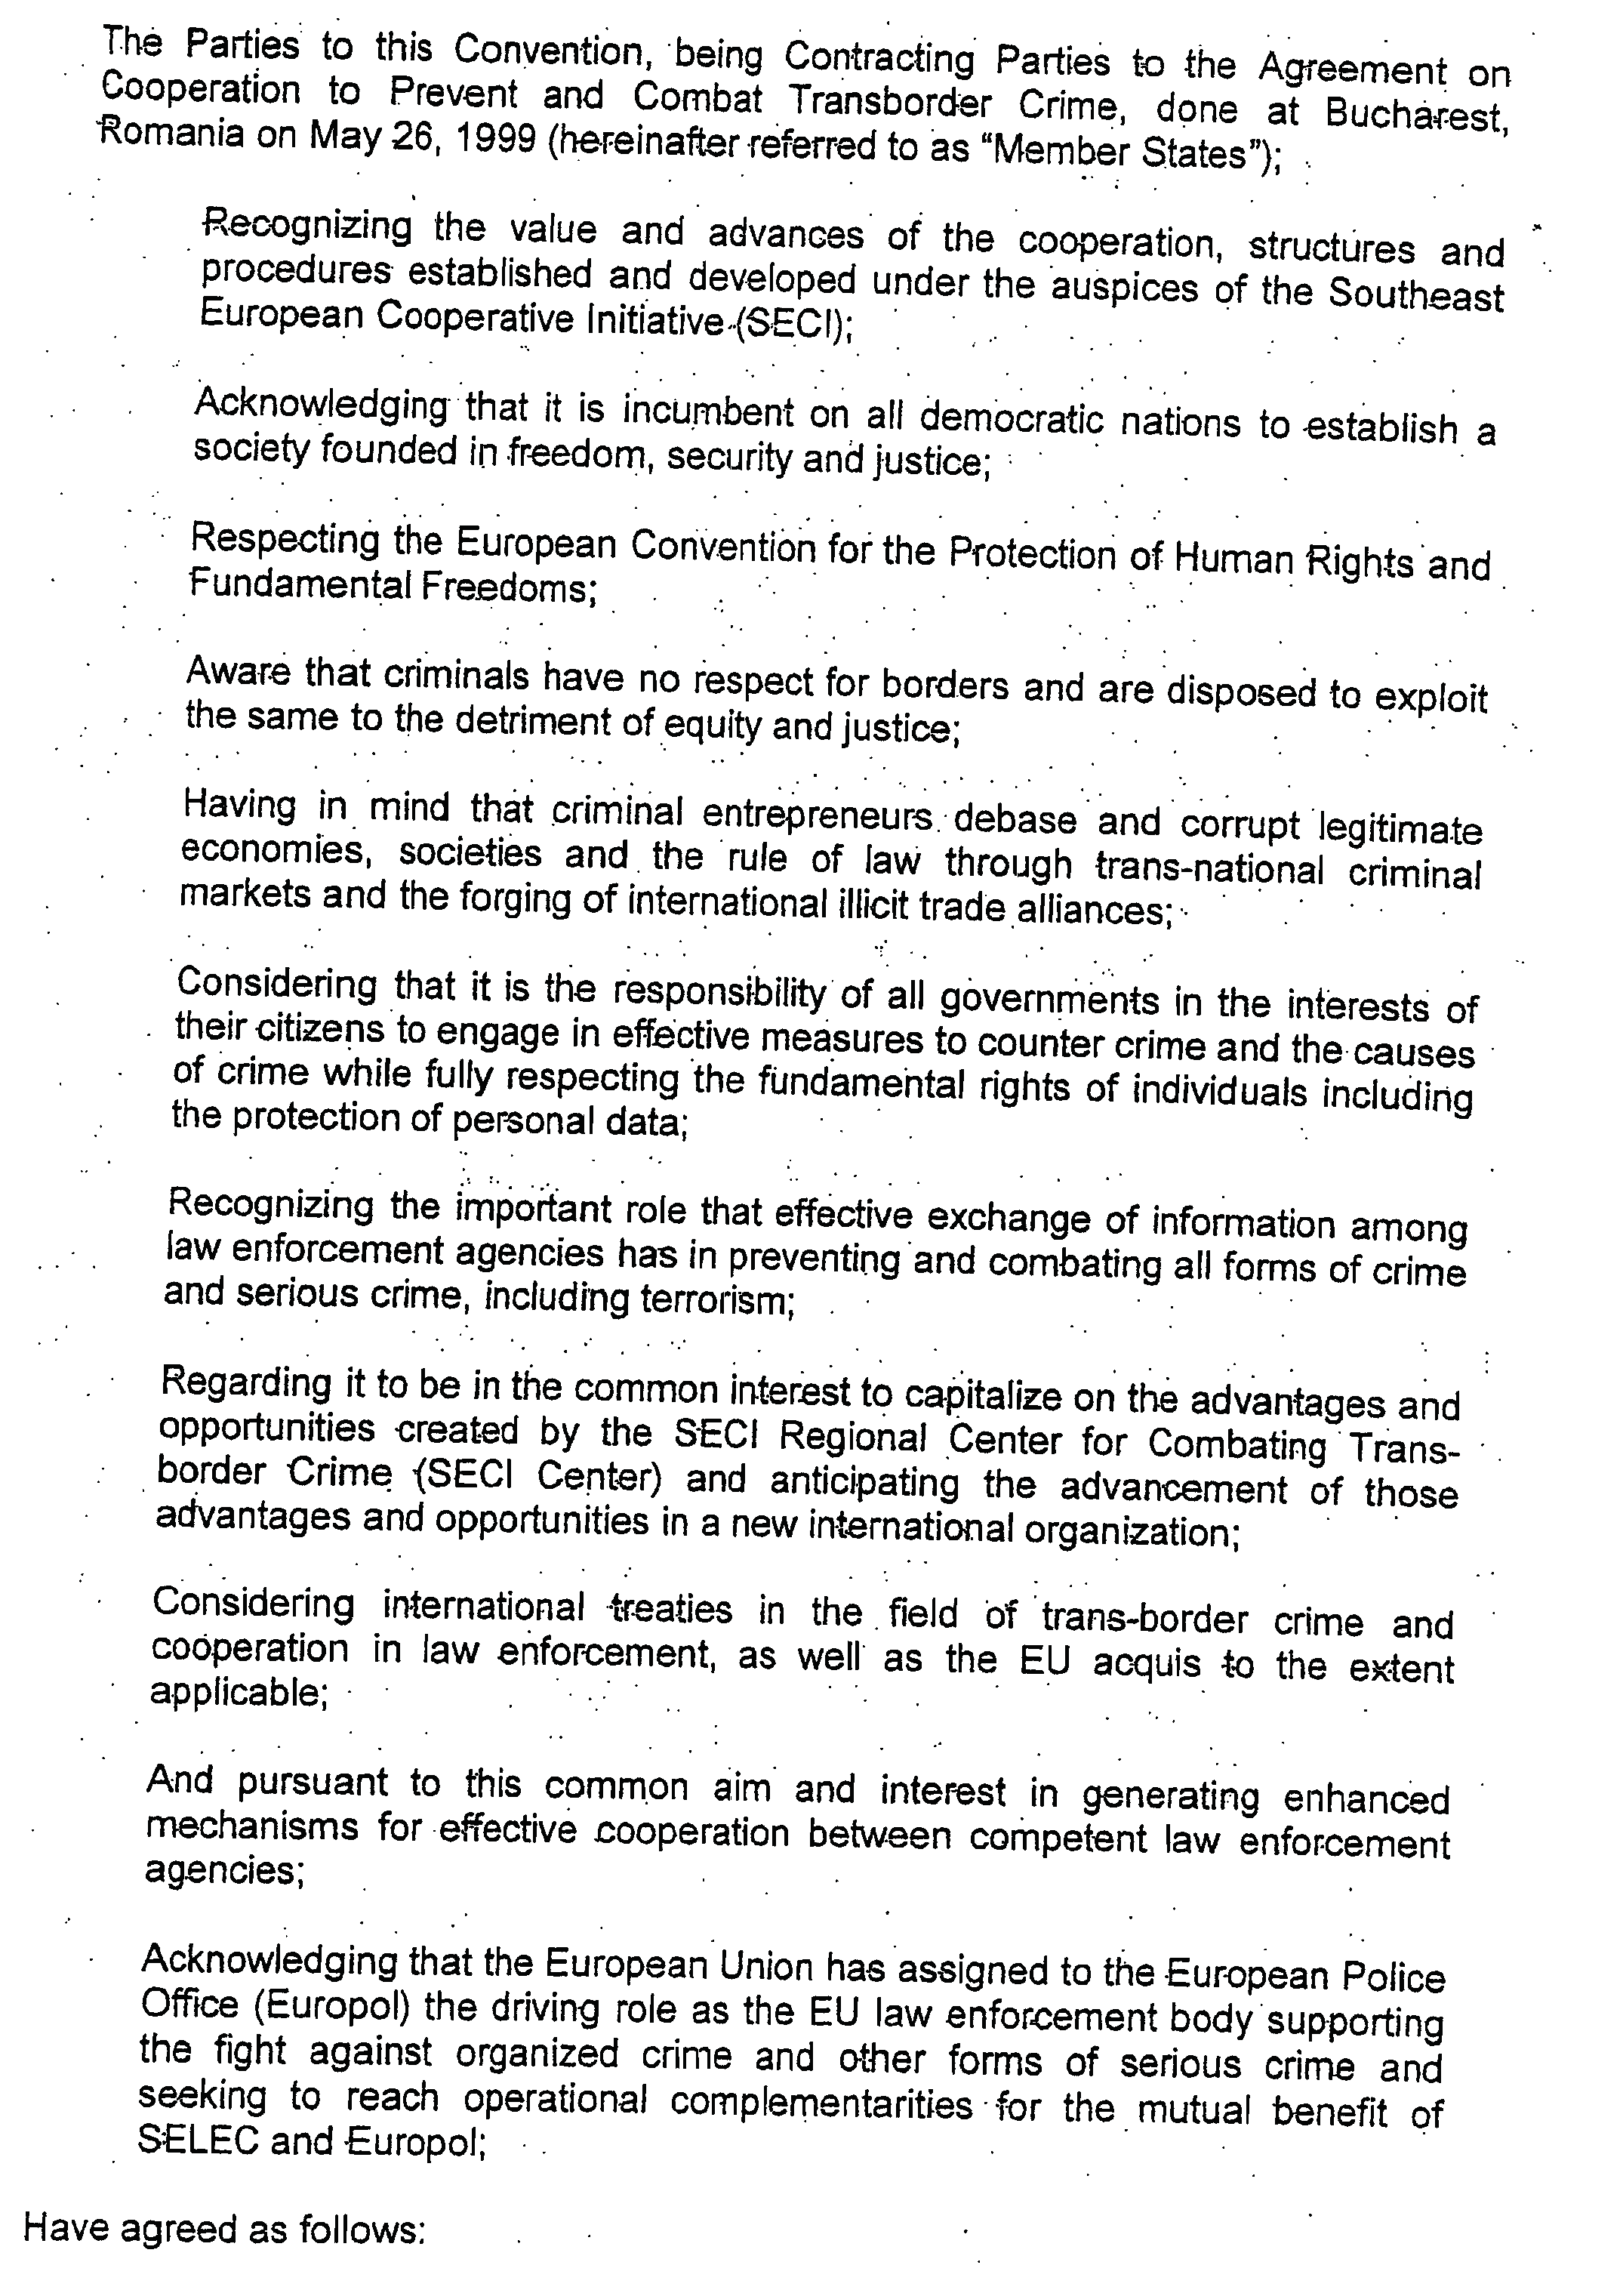 The Parties to this Convention, being Contracting Parties to the Agreement on
Cooperation to Prevent and Combat Transborder Crime, done at Bucharest,
Romania on May 26, 1999 (hereinafter referred to as “Member States”);
Recognizing the value and advances of the cooperation, structures and
procedures established and developed under the auspices of the Southeast
European Cooperative Initiative (SECI);
Acknowledging that it is incumbent on all democratic nations to establish a
society founded in freedom, security and justice;
Respecting the European Convention for the Protection of Human Rights and
Fundamental Freedoms;
Aware that criminals have no respect for borders and are disposed to exploit
the same to the detriment of equity and justice;
Having in mind that criminal entrepreneurs debase and corrupt legitimate
economies, societies and the rule of law through trans-national criminal
markets and the forging of international illicit trade alliances;
Considering that it is the responsibility of all governments in the interests of
their citizens to engage in effective measures to counter crime and the causes
of crime while fully respecting the fundamental rights of individuals including
the protection of personal data;
Recognizing the important role that effective exchange of information among
law enforcement agencies has in preventing and combating all forms of crime
and serious crime, including terrorism;
Regarding it to be in the common interest to capitalize on the advantages and
opportunities created by the SECI Regional Center for Combating Trans-
border Crime (SECI Center) and anticipating the advancement of those
advantages and opportunities in a new international organization;
Considering international treaties in the field of trans-border crime and
cooperation in law enforcement, as well as the EU acquis to the extent
applicable;
And pursuant to this common aim and interest in generating enhanced
mechanisms for effective cooperation between competent law enforcement
agencies;
Acknowledging that the European Union has assigned to the European Police
Office (Europol) the driving role as the EU law enforcement body supporting
the fight against organized crime and other forms of serious crime and
seeking to reach operational complementarities for the mutual benefit of
SELEC and Europol;
Have agreed as follows: